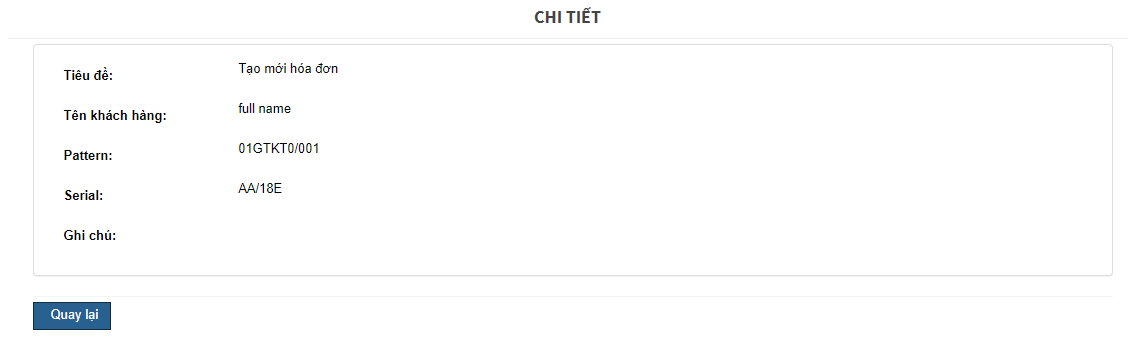 CHI TIẾT
Tiêu đề: Tạo mới hóa đơn
Tên khách hàng: full name
Pattern: 01GTKT0/001
Serial: AA/18E
Ghi chú:
Quay lại